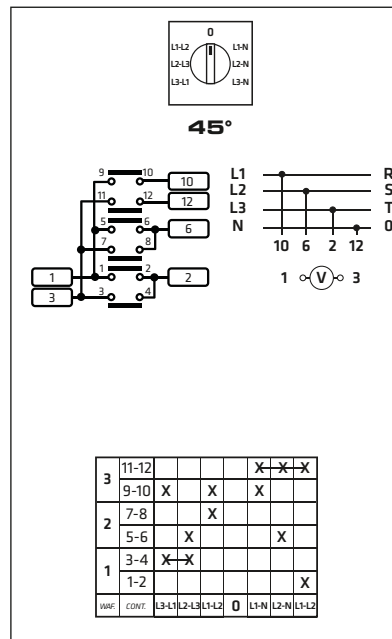 0
L1-L2 L1-N
L2-L3 L2-N
L3-L1 L3-N
45°
9 10 10
11 12 12
5 6 6
7 8
1 1 2 2
3 3 4
L1 R
L2 S
L3 T
N 0
10 6 2 12
1 V 3
3 11-12 X X X
9-10 X X X
2 7-8 X
5-6 X X
1 3-4 X X
1-2 X
WAF. CONT. L3-L1 L2-L3 L1-L2 0 L1-N L2-N L1-L2